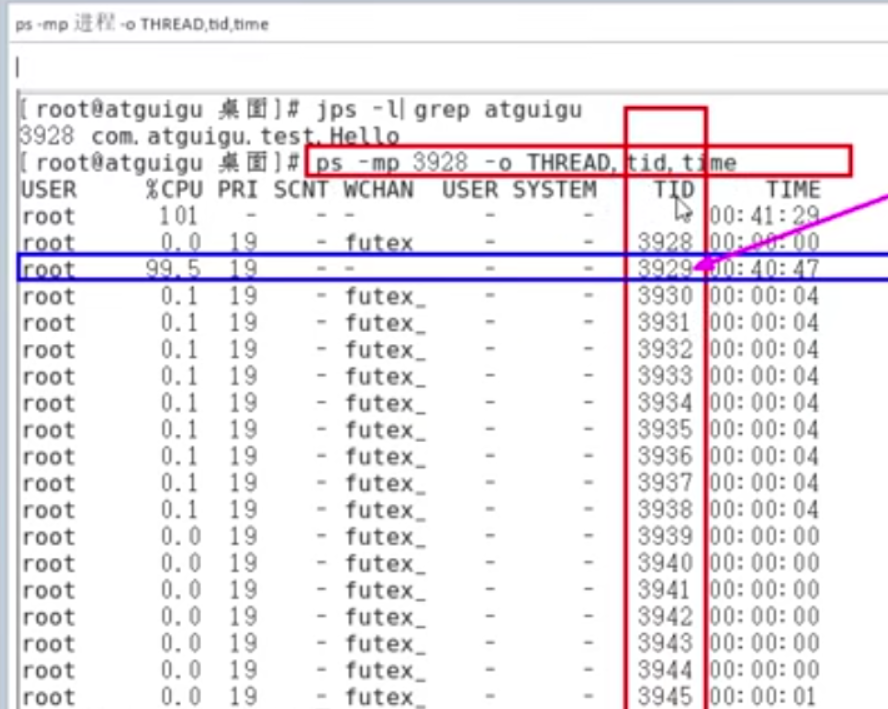 ps -mp 进程 -o THREAD,tid,time
[root@atguigu 桌面]# jps -l| grep atguigu
3928 com.atguigu.test.Hello
[root@atguigu 桌面]# ps -mp 3928 -o THREAD,tid,time
USER %CPU PRI SCNT WCHAN USER SYSTEM TID TIME
root 101 - - - - - - 00:41:29
root 0.0 19 - futex - - 3928 00:00:00
root 99.5 19 - - - - 3929 00:40:47
root 0.1 19 - futex_ - - 3930 00:00:04
root 0.1 19 - futex_ - - 3931 00:00:04
root 0.1 19 - futex_ - - 3932 00:00:04
root 0.1 19 - futex_ - - 3933 00:00:04
root 0.1 19 - futex_ - - 3934 00:00:04
root 0.1 19 - futex_ - - 3935 00:00:04
root 0.1 19 - futex_ - - 3936 00:00:04
root 0.1 19 - futex_ - - 3937 00:00:04
root 0.1 19 - futex_ - - 3938 00:00:04
root 0.0 19 - futex_ - - 3939 00:00:00
root 0.0 19 - futex_ - - 3940 00:00:00
root 0.0 19 - futex_ - - 3941 00:00:00
root 0.0 19 - futex_ - - 3942 00:00:00
root 0.0 19 - futex_ - - 3943 00:00:00
root 0.0 19 - futex_ - - 3944 00:00:00
root 0.0 19 - futex_ - - 3945 00:00:01